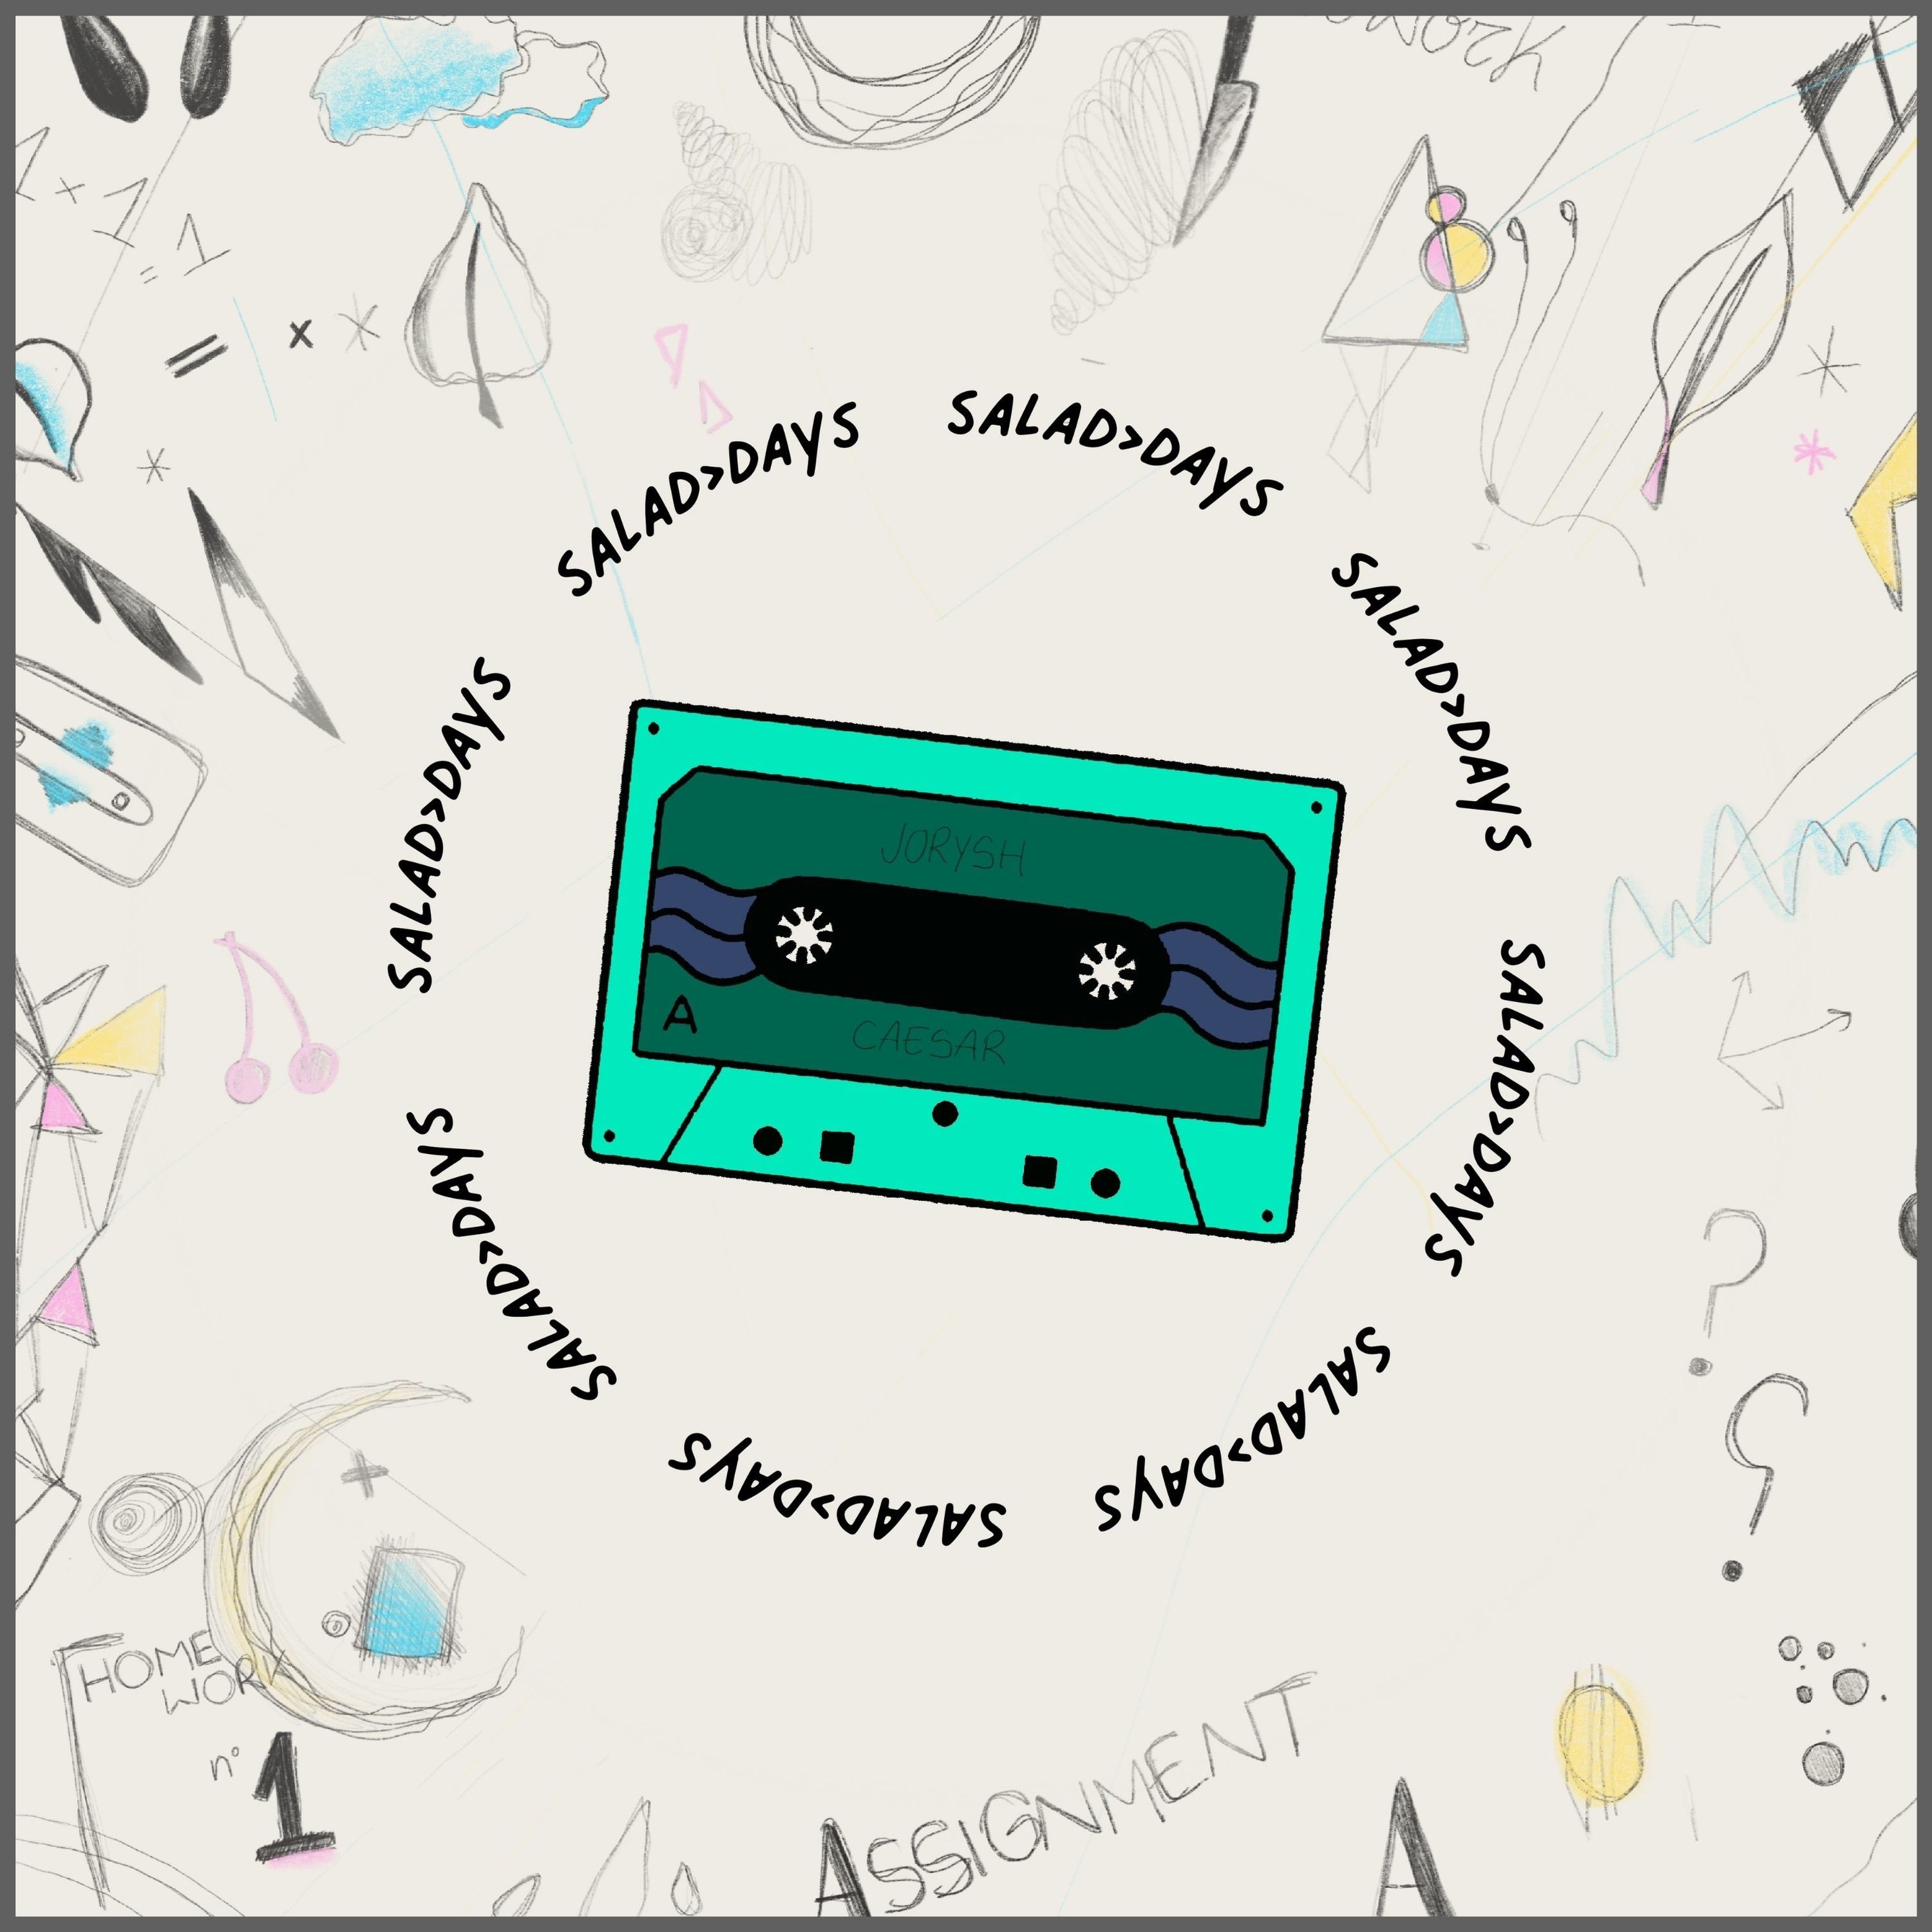 WORK
1 × 1
= 1
= x
SALAD>DAYS
SALAD>DAYS
SALAD>DAYS
SALAD>DAYS
SALAD>DAYS
SALAD>DAYS
SALAD>DAYS
SALAD>DAYS
JORYSH
A
CAESAR
?
?
+
HOME
WORK
n° 1
ASSIGNMENT
A